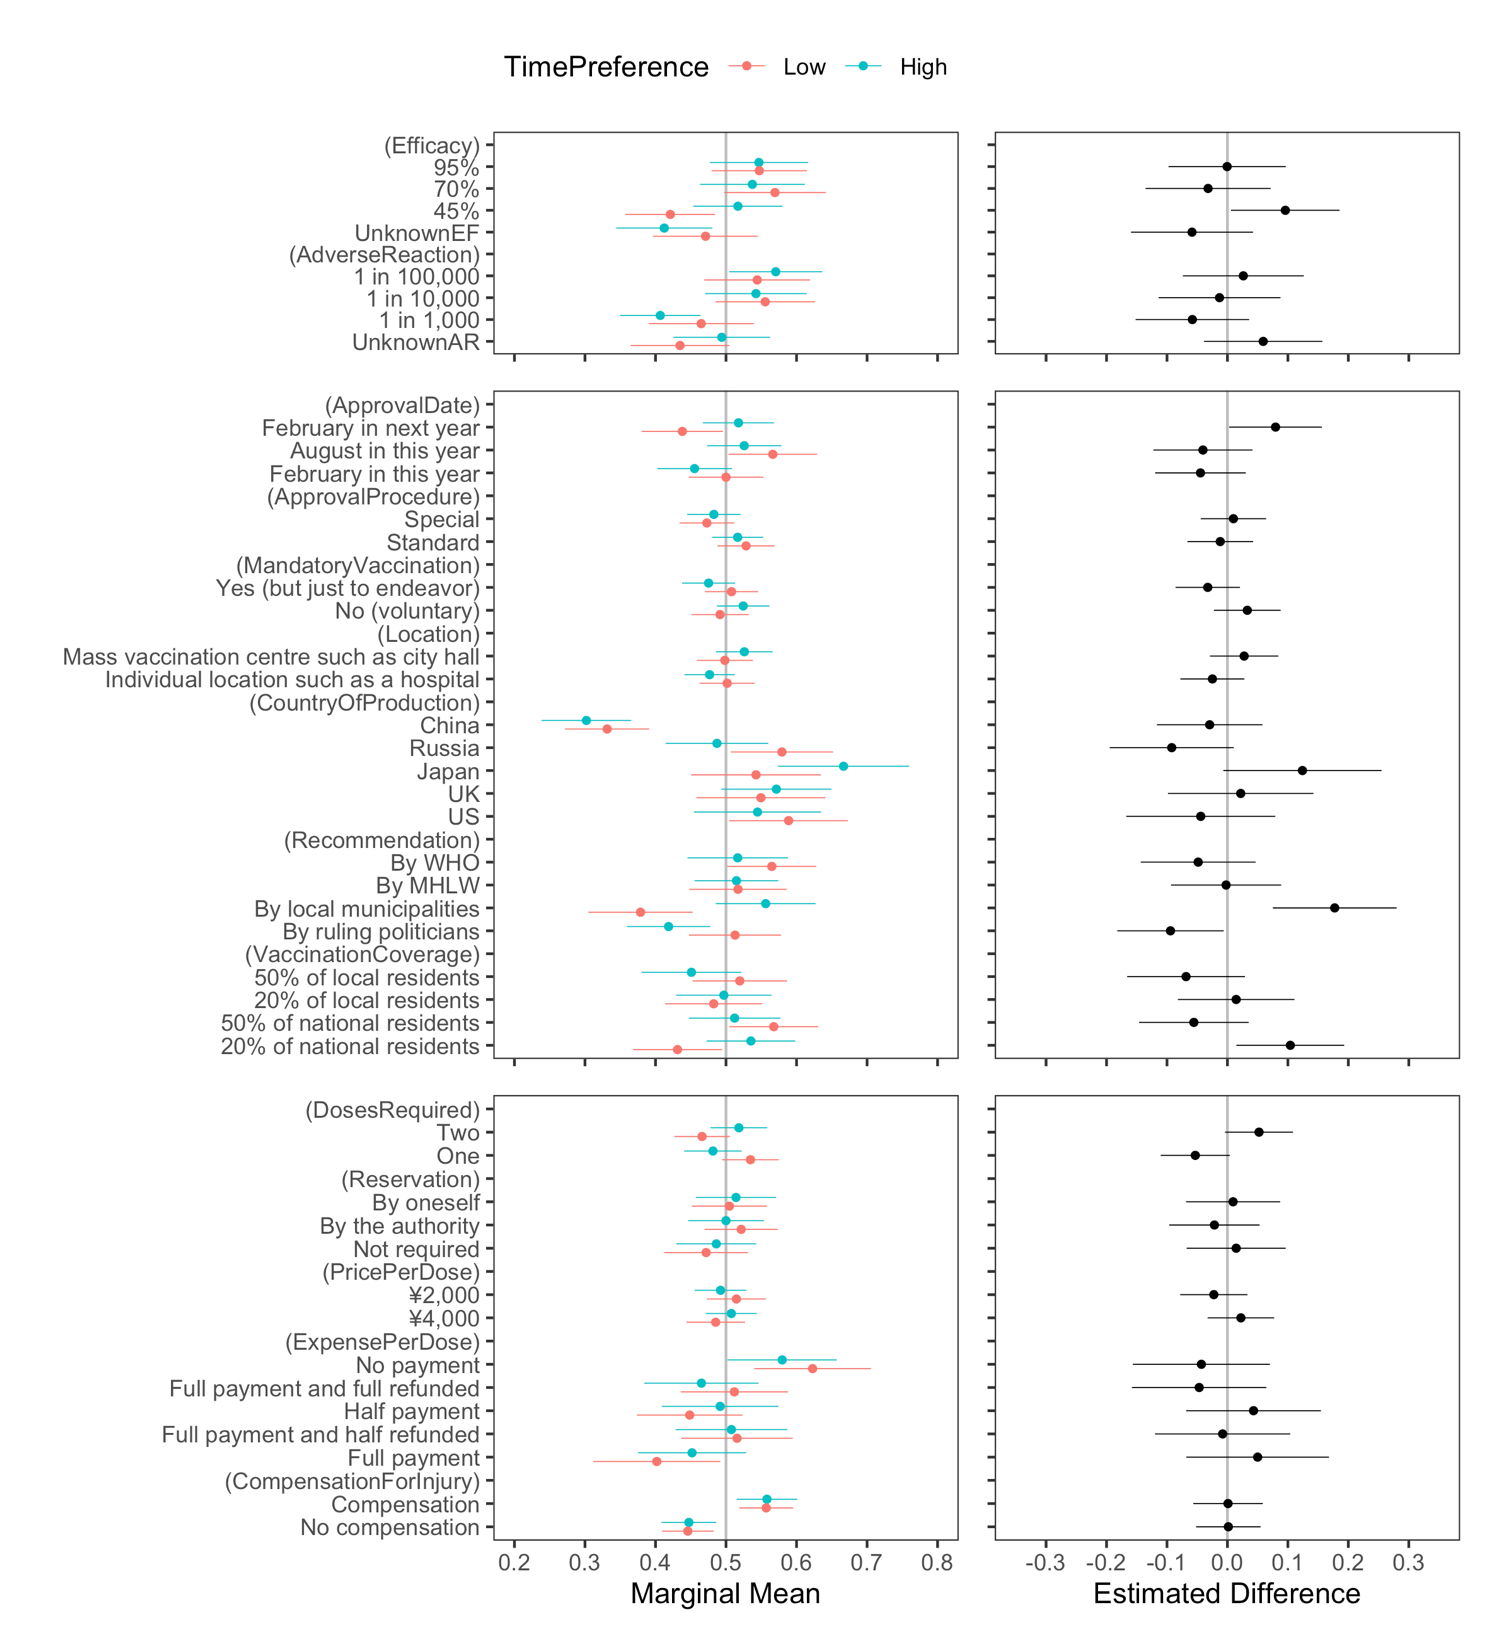 TimePreference Low High
(Efficacy)
95%
70%
45%
UnknownEF
(AdverseReaction)
1 in 100,000
1 in 10,000
1 in 1,000
UnknownAR
(ApprovalDate)
February in next year
August in this year
February in this year
(ApprovalProcedure)
Special
Standard
(MandatoryVaccination)
Yes (but just to endeavor)
No (voluntary)
(Location)
Mass vaccination centre such as city hall
Individual location such as a hospital
(CountryOfProduction)
China
Russia
Japan
UK
US
(Recommendation)
By WHO
By MHLW
By local municipalities
By ruling politicians
(VaccinationCoverage)
50% of local residents
20% of local residents
50% of national residents
20% of national residents
(DosesRequired)
Two
One
(Reservation)
By oneself
By the authority
Not required
(PricePerDose)
¥2,000
¥4,000
(ExpensePerDose)
No payment
Full payment and full refunded
Half payment
Full payment and half refunded
Full payment
(CompensationForInjury)
Compensation
No compensation
0.2 0.3 0.4 0.5 0.6 0.7 0.8
Marginal Mean
-0.3 -0.2 -0.1 0.0 0.1 0.2 0.3
Estimated Difference